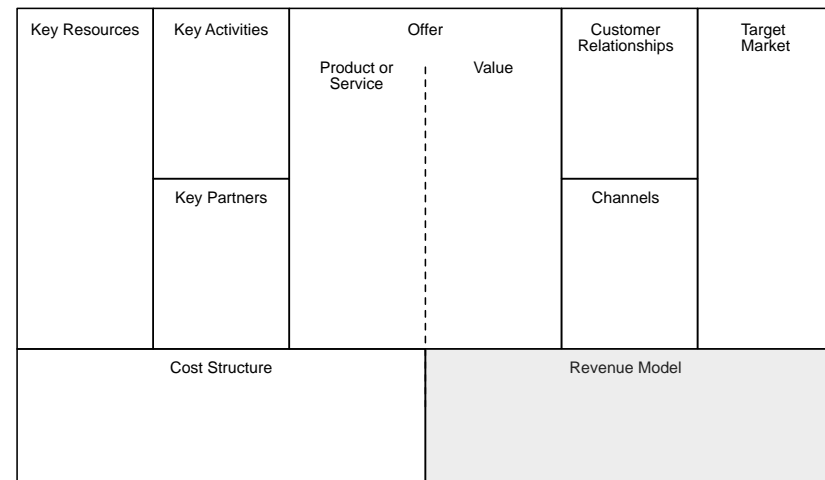 Key Resources
Key Activities
Offer
Customer
Relationships
Target
Market
Product or
Service
Value
Key Partners
Channels
Cost Structure
Revenue Model